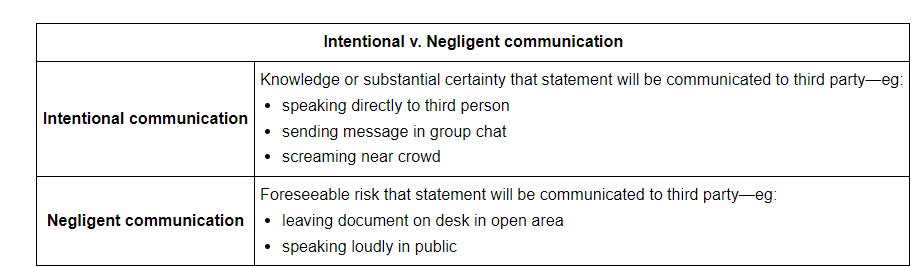 Intentional v. Negligent communication
Intentional communication
Knowledge or substantial certainty that statement will be communicated to third party—eg:
• speaking directly to third person
• sending message in group chat
• screaming near crowd
Negligent communication
Foreseeable risk that statement will be communicated to third party—eg:
• leaving document on desk in open area
• speaking loudly in public